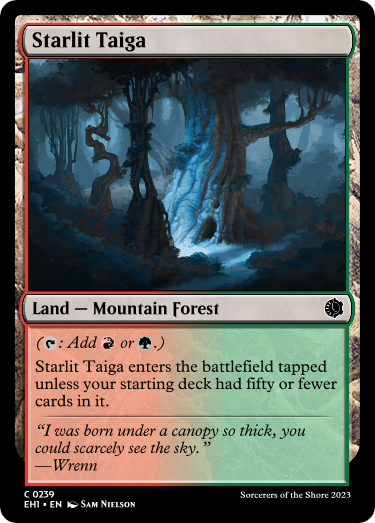 Starlit Taiga
Land — Mountain Forest
(T: Add R or G.)
Starlit Taiga enters the battlefield tapped
unless your starting deck had fifty or fewer
cards in it.
“I was born under a canopy so thick, you
could scarcely see the sky.”
—Wrenn
C 0239
EH1 • EN Sam Nielson
Sorcerers of the Shore 2023